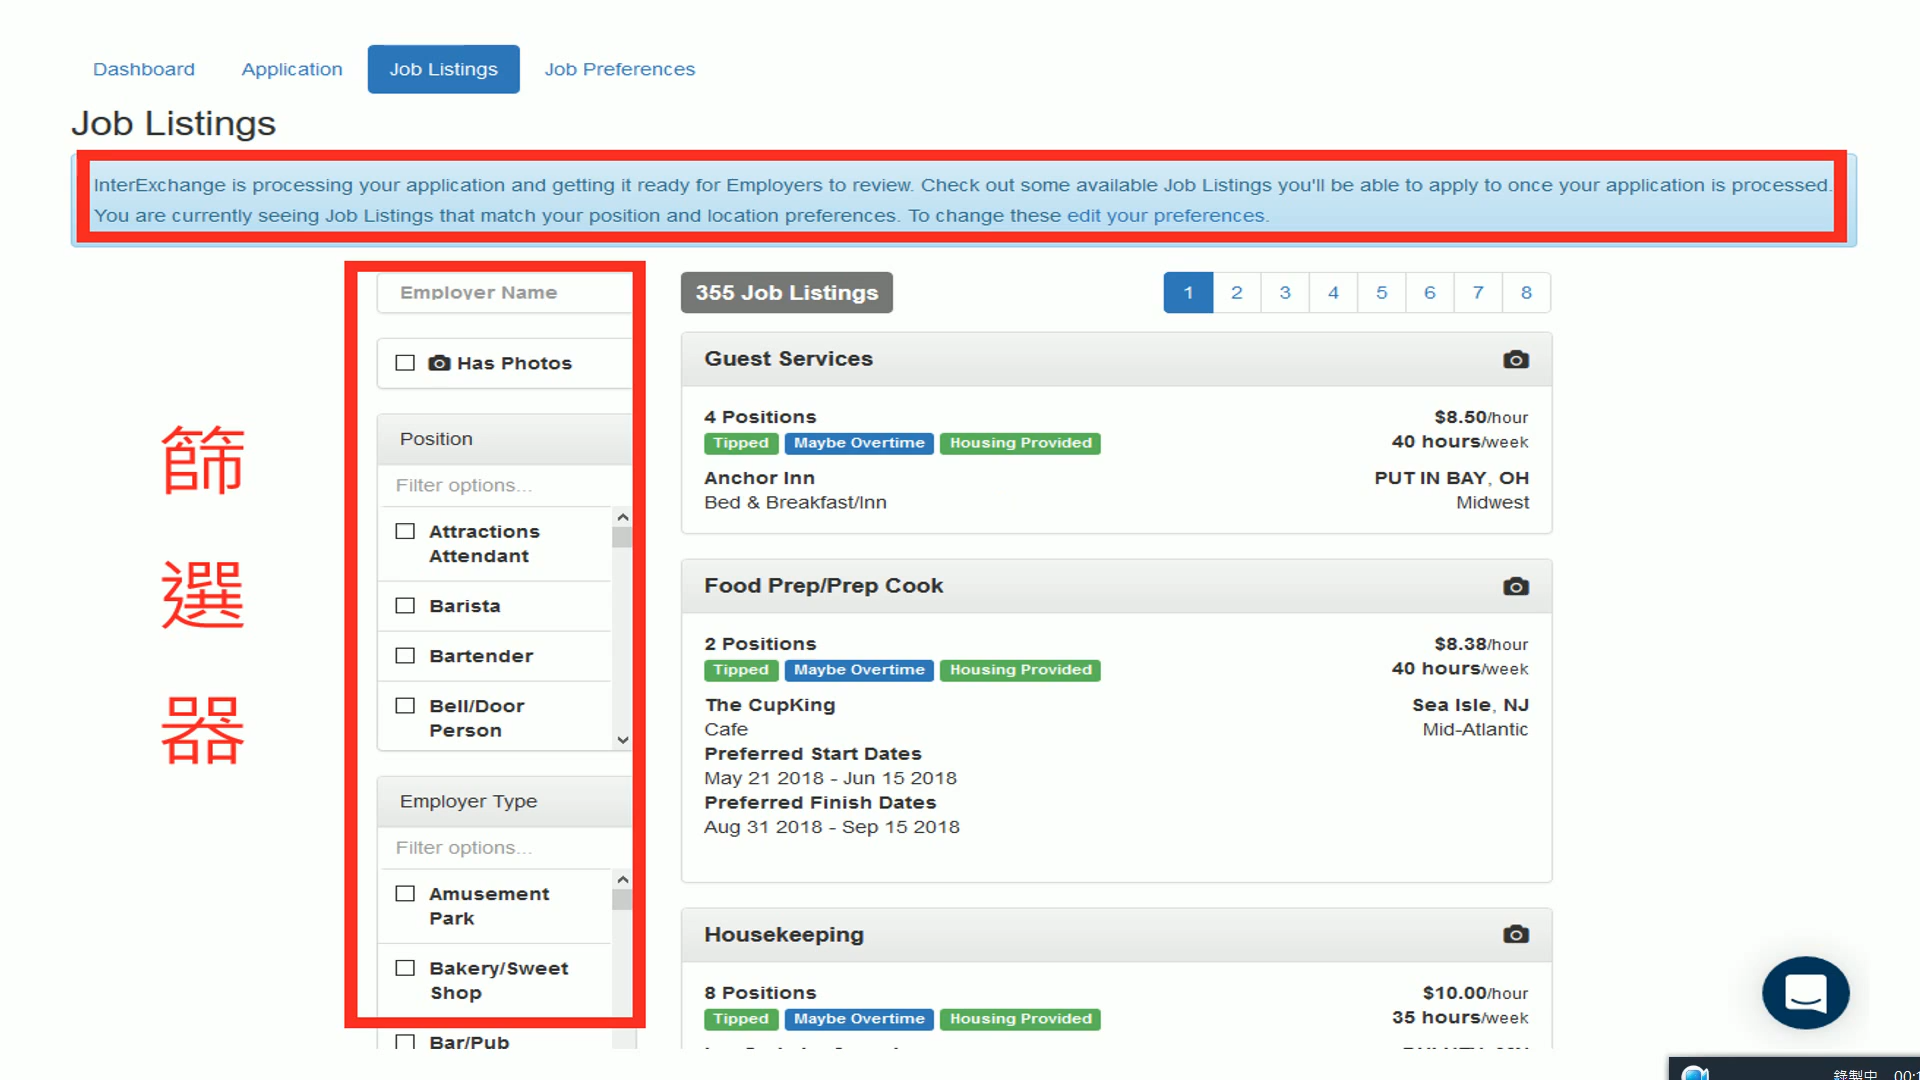 Dashboard Application Job Listings Job Preferences
Job Listings
InterExchange is processing your application and getting it ready for Employers to review. Check out some available Job Listings you'll be able to apply to once your application is processed.
You are currently seeing Job Listings that match your position and location preferences. To change these edit your preferences.
篩
選
器
Employer Name
Has Photos
Position
Filter options...
Attractions
Attendant
Barista
Bartender
Bell/Door
Person
Employer Type
Filter options...
Amusement
Park
Bakery/Sweet
Shop
Bar/Pub
355 Job Listings
1 2 3 4 5 6 7 8
Guest Services
4 Positions
$8.50/hour
Tipped Maybe Overtime Housing Provided
40 hours/week
Anchor Inn
PUT IN BAY, OH
Bed & Breakfast/Inn
Midwest
Food Prep/Prep Cook
2 Positions
$8.38/hour
Tipped Maybe Overtime Housing Provided
40 hours/week
The CupKing
Sea Isle, NJ
Cafe
Mid-Atlantic
Preferred Start Dates
May 21 2018 - Jun 15 2018
Preferred Finish Dates
Aug 31 2018 - Sep 15 2018
Housekeeping
8 Positions
$10.00/hour
Tipped Maybe Overtime Housing Provided
35 hours/week
錄製中